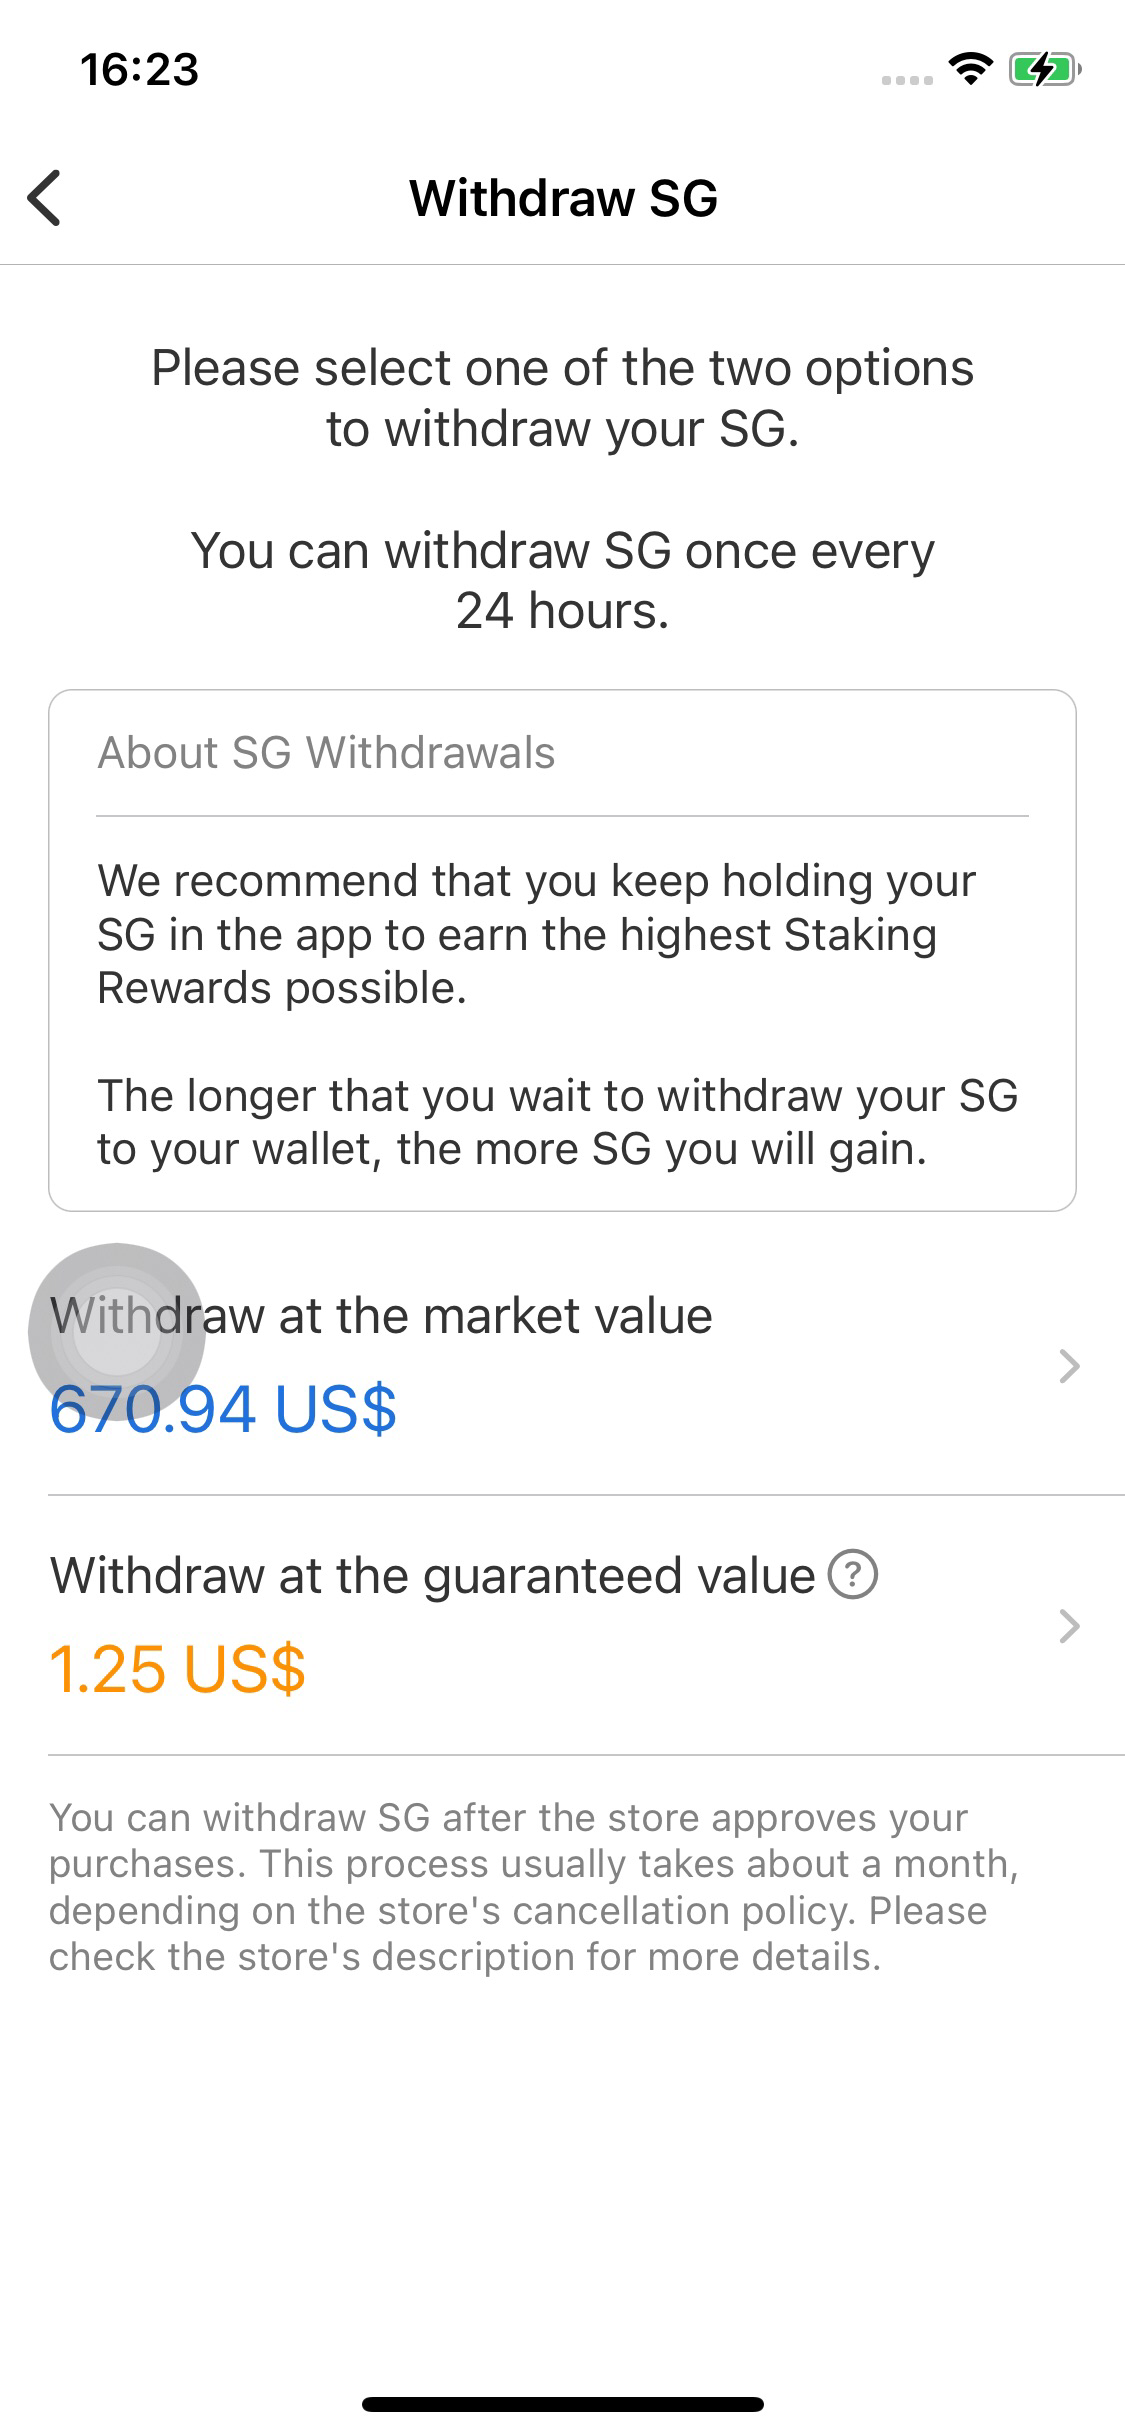 16:23
Withdraw SG
Please select one of the two options
to withdraw your SG.
You can withdraw SG once every
24 hours.
About SG Withdrawals
We recommend that you keep holding your
SG in the app to earn the highest Staking
Rewards possible.
The longer that you wait to withdraw your SG
to your wallet, the more SG you will gain.
Withdraw at the market value
670.94 US$
Withdraw at the guaranteed value ?
1.25 US$
You can withdraw SG after the store approves your
purchases. This process usually takes about a month,
depending on the store's cancellation policy. Please
check the store's description for more details.